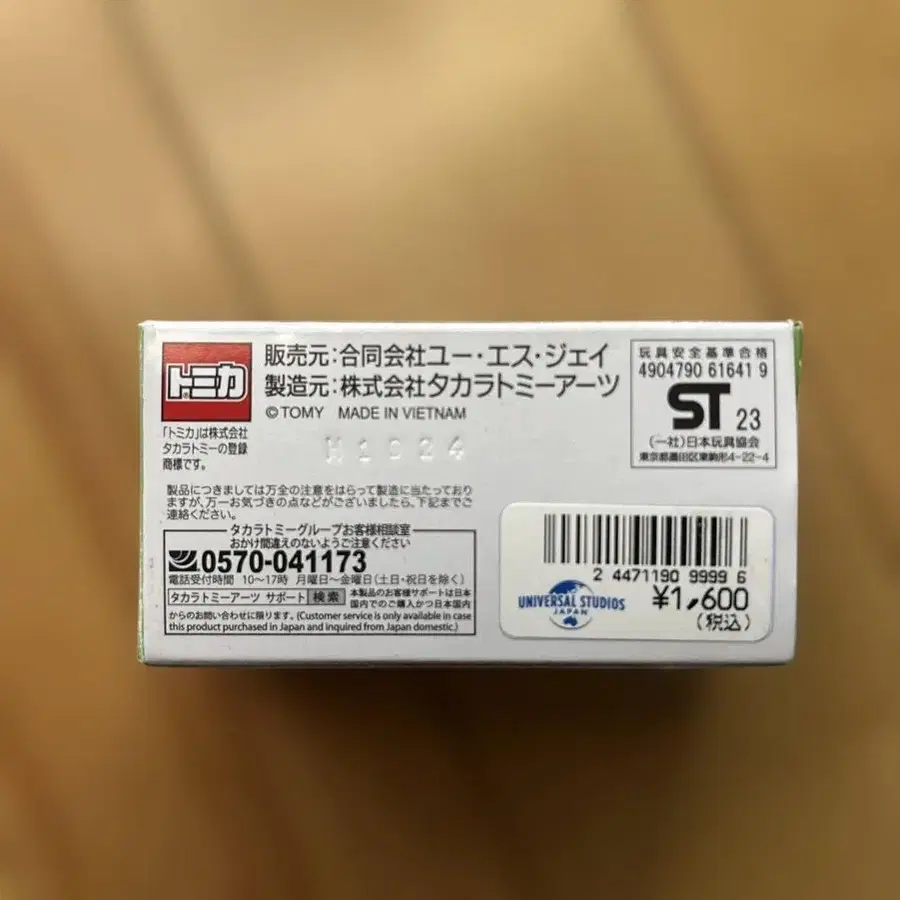 トミカ®
「トミカ」は株式会社
タカラトミーの登録
商標です。
販売元:合同会社ユー・エス・ジェイ
製造元:株式会社タカラトミーアーツ
©TOMY MADE IN VIETNAM
H1024
製品につきましては万全の注意をはらって製造に当たっており
ますが、万一お気づきの点などがございましたら、下記までご
連絡ください。
タカラトミーグループお客様相談室
おかけ間違えのないようご注意ください
0570-041173
電話受付時間 10〜17時 月曜日〜金曜日(土日・祝日を除く)
タカラトミーアーツ サポート 検索 本製品のお客様サポートは日本
国内でのご購入かつ日本国内
からのお問い合わせに限ります。(Customer service is only available in case
this product purchased in Japan and inquired from Japan domestic.)
玩具安全基準合格
4904790 61641 9
ST 23
(一社)日本玩具協会
東京都墨田区東駒形4-22-4
2 4471190 9999 6
UNIVERSAL STUDIOS
JAPAN
¥1,600
(税込)